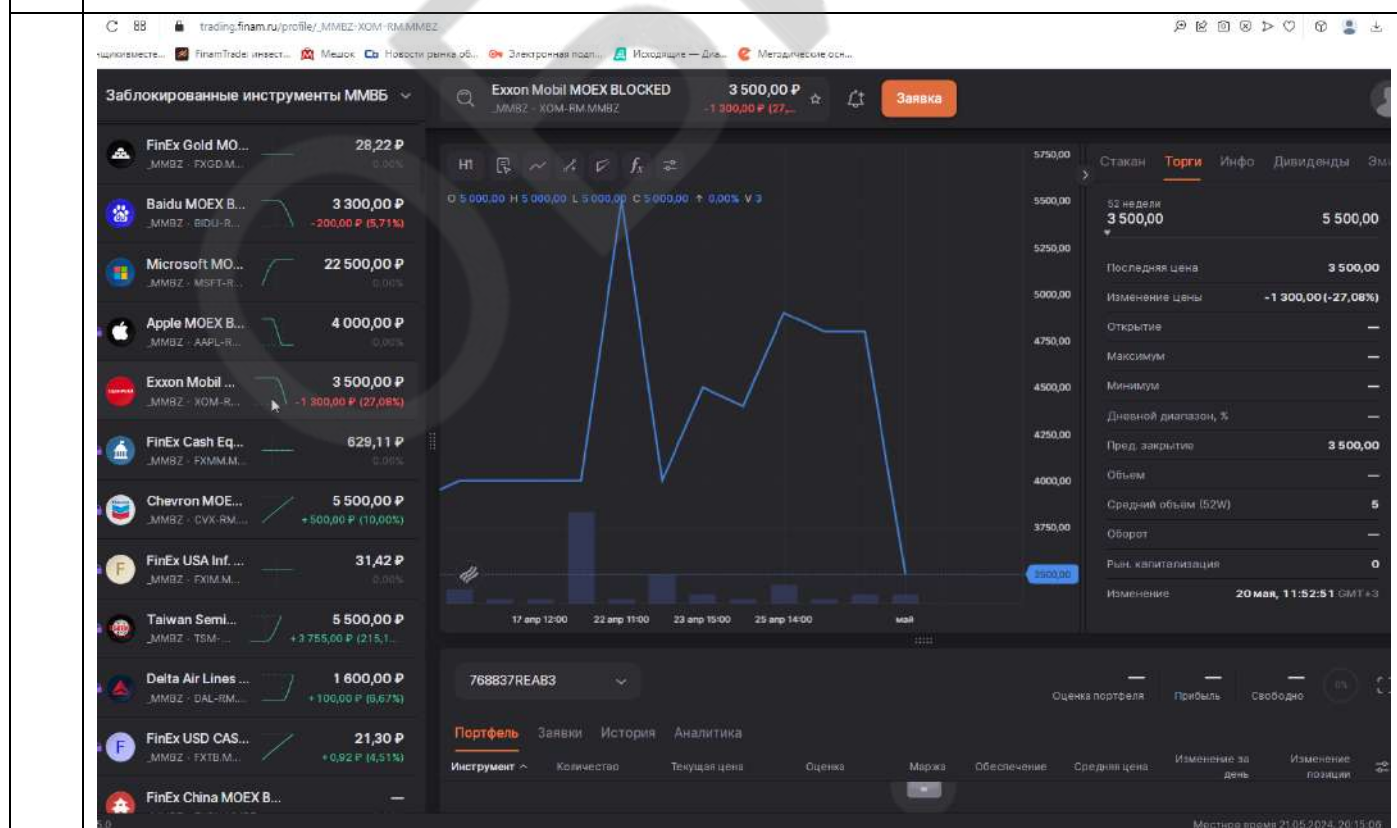 trading.finam.ru/profile/_MMBZ-XOM-RM.MMBZ
FinamTrade: инвест... Мешок Новости рынка об... Электронная подп... Исходящие — Диа... Методические осн...
Заблокированные инструменты ММВБ
Exxon Mobil MOEX BLOCKED 3 500,00 ₽
_MMBZ - XOM-RM.MMBZ -1 300,00 ₽ (27,...
Заявка
FinEx Gold MO... 28,22 ₽
_MMBZ - FXGD.M... 0,00%
Baidu MOEX B... 3 300,00 ₽
_MMBZ - BIDU-R... -200,00 ₽ (5,71%)
Microsoft MO... 22 500,00 ₽
_MMBZ - MSFT-R... 0,00%
Apple MOEX B... 4 000,00 ₽
_MMBZ - AAPL-R... 0,00%
Exxon Mobil ... 3 500,00 ₽
_MMBZ - XOM-R... -1 300,00 ₽ (27,08%)
FinEx Cash Eq... 629,11 ₽
_MMBZ - FXMM.M... 0,00%
Chevron MOE... 5 500,00 ₽
_MMBZ - CVX-RM.... +500,00 ₽ (10,00%)
FinEx USA Inf. ... 31,42 ₽
_MMBZ - FXIM.M... 0,00%
Taiwan Semi... 5 500,00 ₽
_MMBZ - TSM-... +3 755,00 ₽ (215,1...
Delta Air Lines ... 1 600,00 ₽
_MMBZ - DAL-RM.... +100,00 ₽ (6,67%)
FinEx USD CAS... 21,30 ₽
_MMBZ - FXTB.M... +0,92 ₽ (4,51%)
FinEx China MOEX B... —
H1
O 5 000,00 H 5 000,00 L 5 000,00 C 5 000,00 ↑ 0,00% V 3
5750,00
5500,00
5250,00
5000,00
4750,00
4500,00
4250,00
4000,00
3750,00
3500,00
17 апр 12:00 22 апр 11:00 23 апр 15:00 25 апр 14:00 май
Стакан Торги Инфо Дивиденды Эм
52 недели
3 500,00 5 500,00
Последняя цена 3 500,00
Изменение цены -1 300,00 (-27,08%)
Открытие —
Максимум —
Минимум —
Дневной диапазон, % —
Пред. закрытие 3 500,00
Объем —
Средний объём (52W) 5
Оборот —
Рын. капитализация 0
Изменение 20 мая, 11:52:51 GMT+3
768837REAB3
Оценка портфеля Прибыль Свободно 0%
Портфель Заявки История Аналитика
Инструмент Количество Текущая цена Оценка Маржа Обеспечение Средняя цена Изменение за день Изменение позиции
Местное время 21.05.2024, 20:15:06